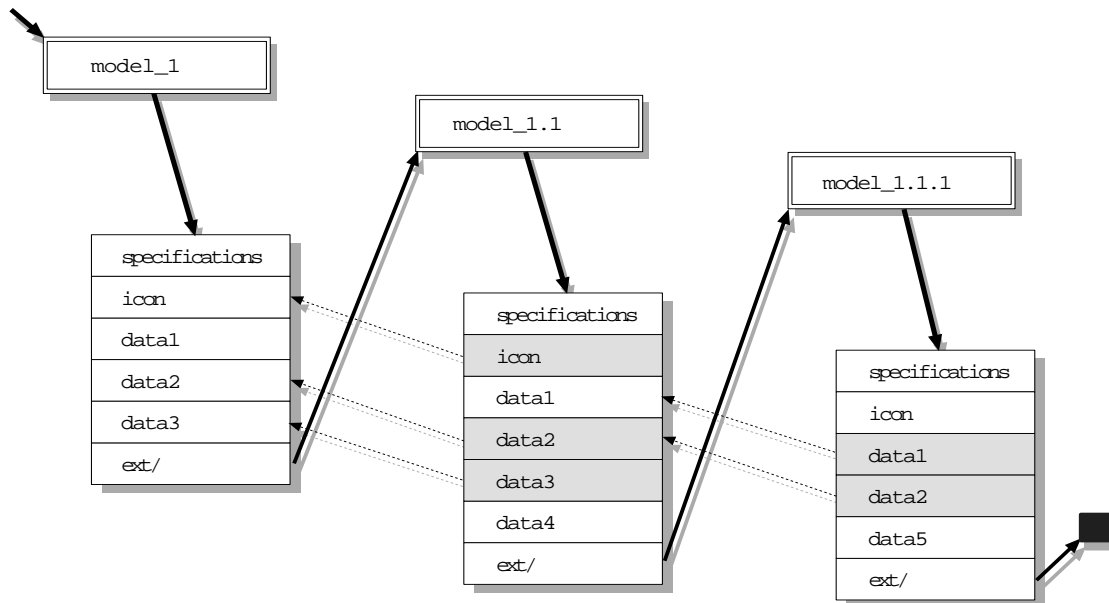 model_1
specifications
icon
data1
data2
data3
ext/
model_1.1
specifications
icon
data1
data2
data3
data4
ext/
model_1.1.1
specifications
icon
data1
data2
data5
ext/